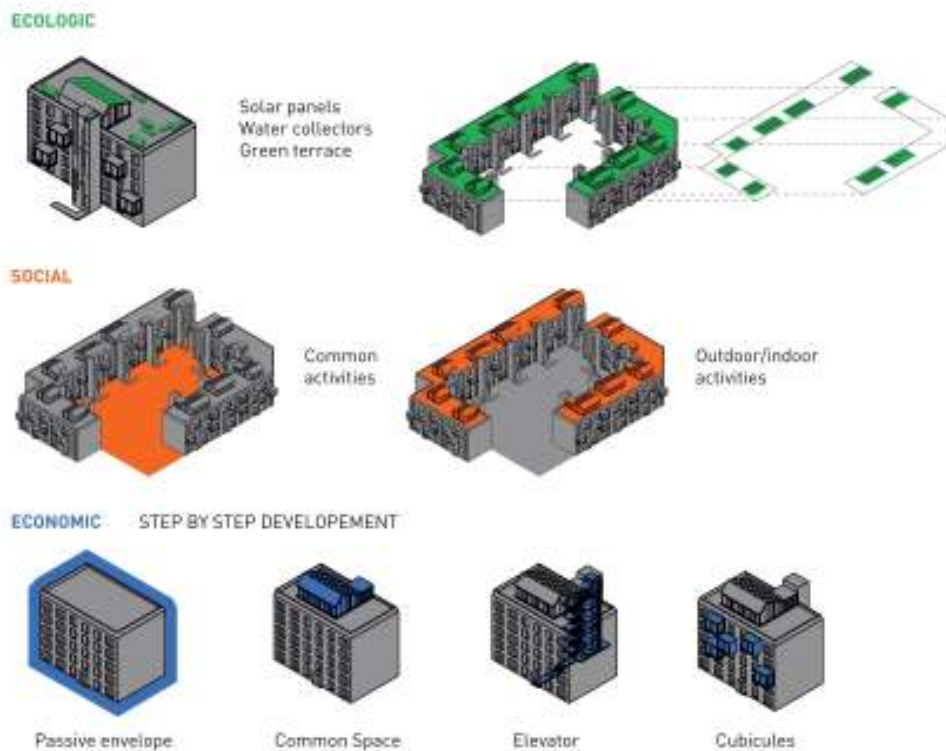 ECOLOGIC
Solar panels
Water collectors
Green terrace
SOCIAL
Common
activities
Outdoor/indoor
activities
ECONOMIC STEP BY STEP DEVELOPEMENT
Passive envelope
Common Space
Elevator
Cubicules